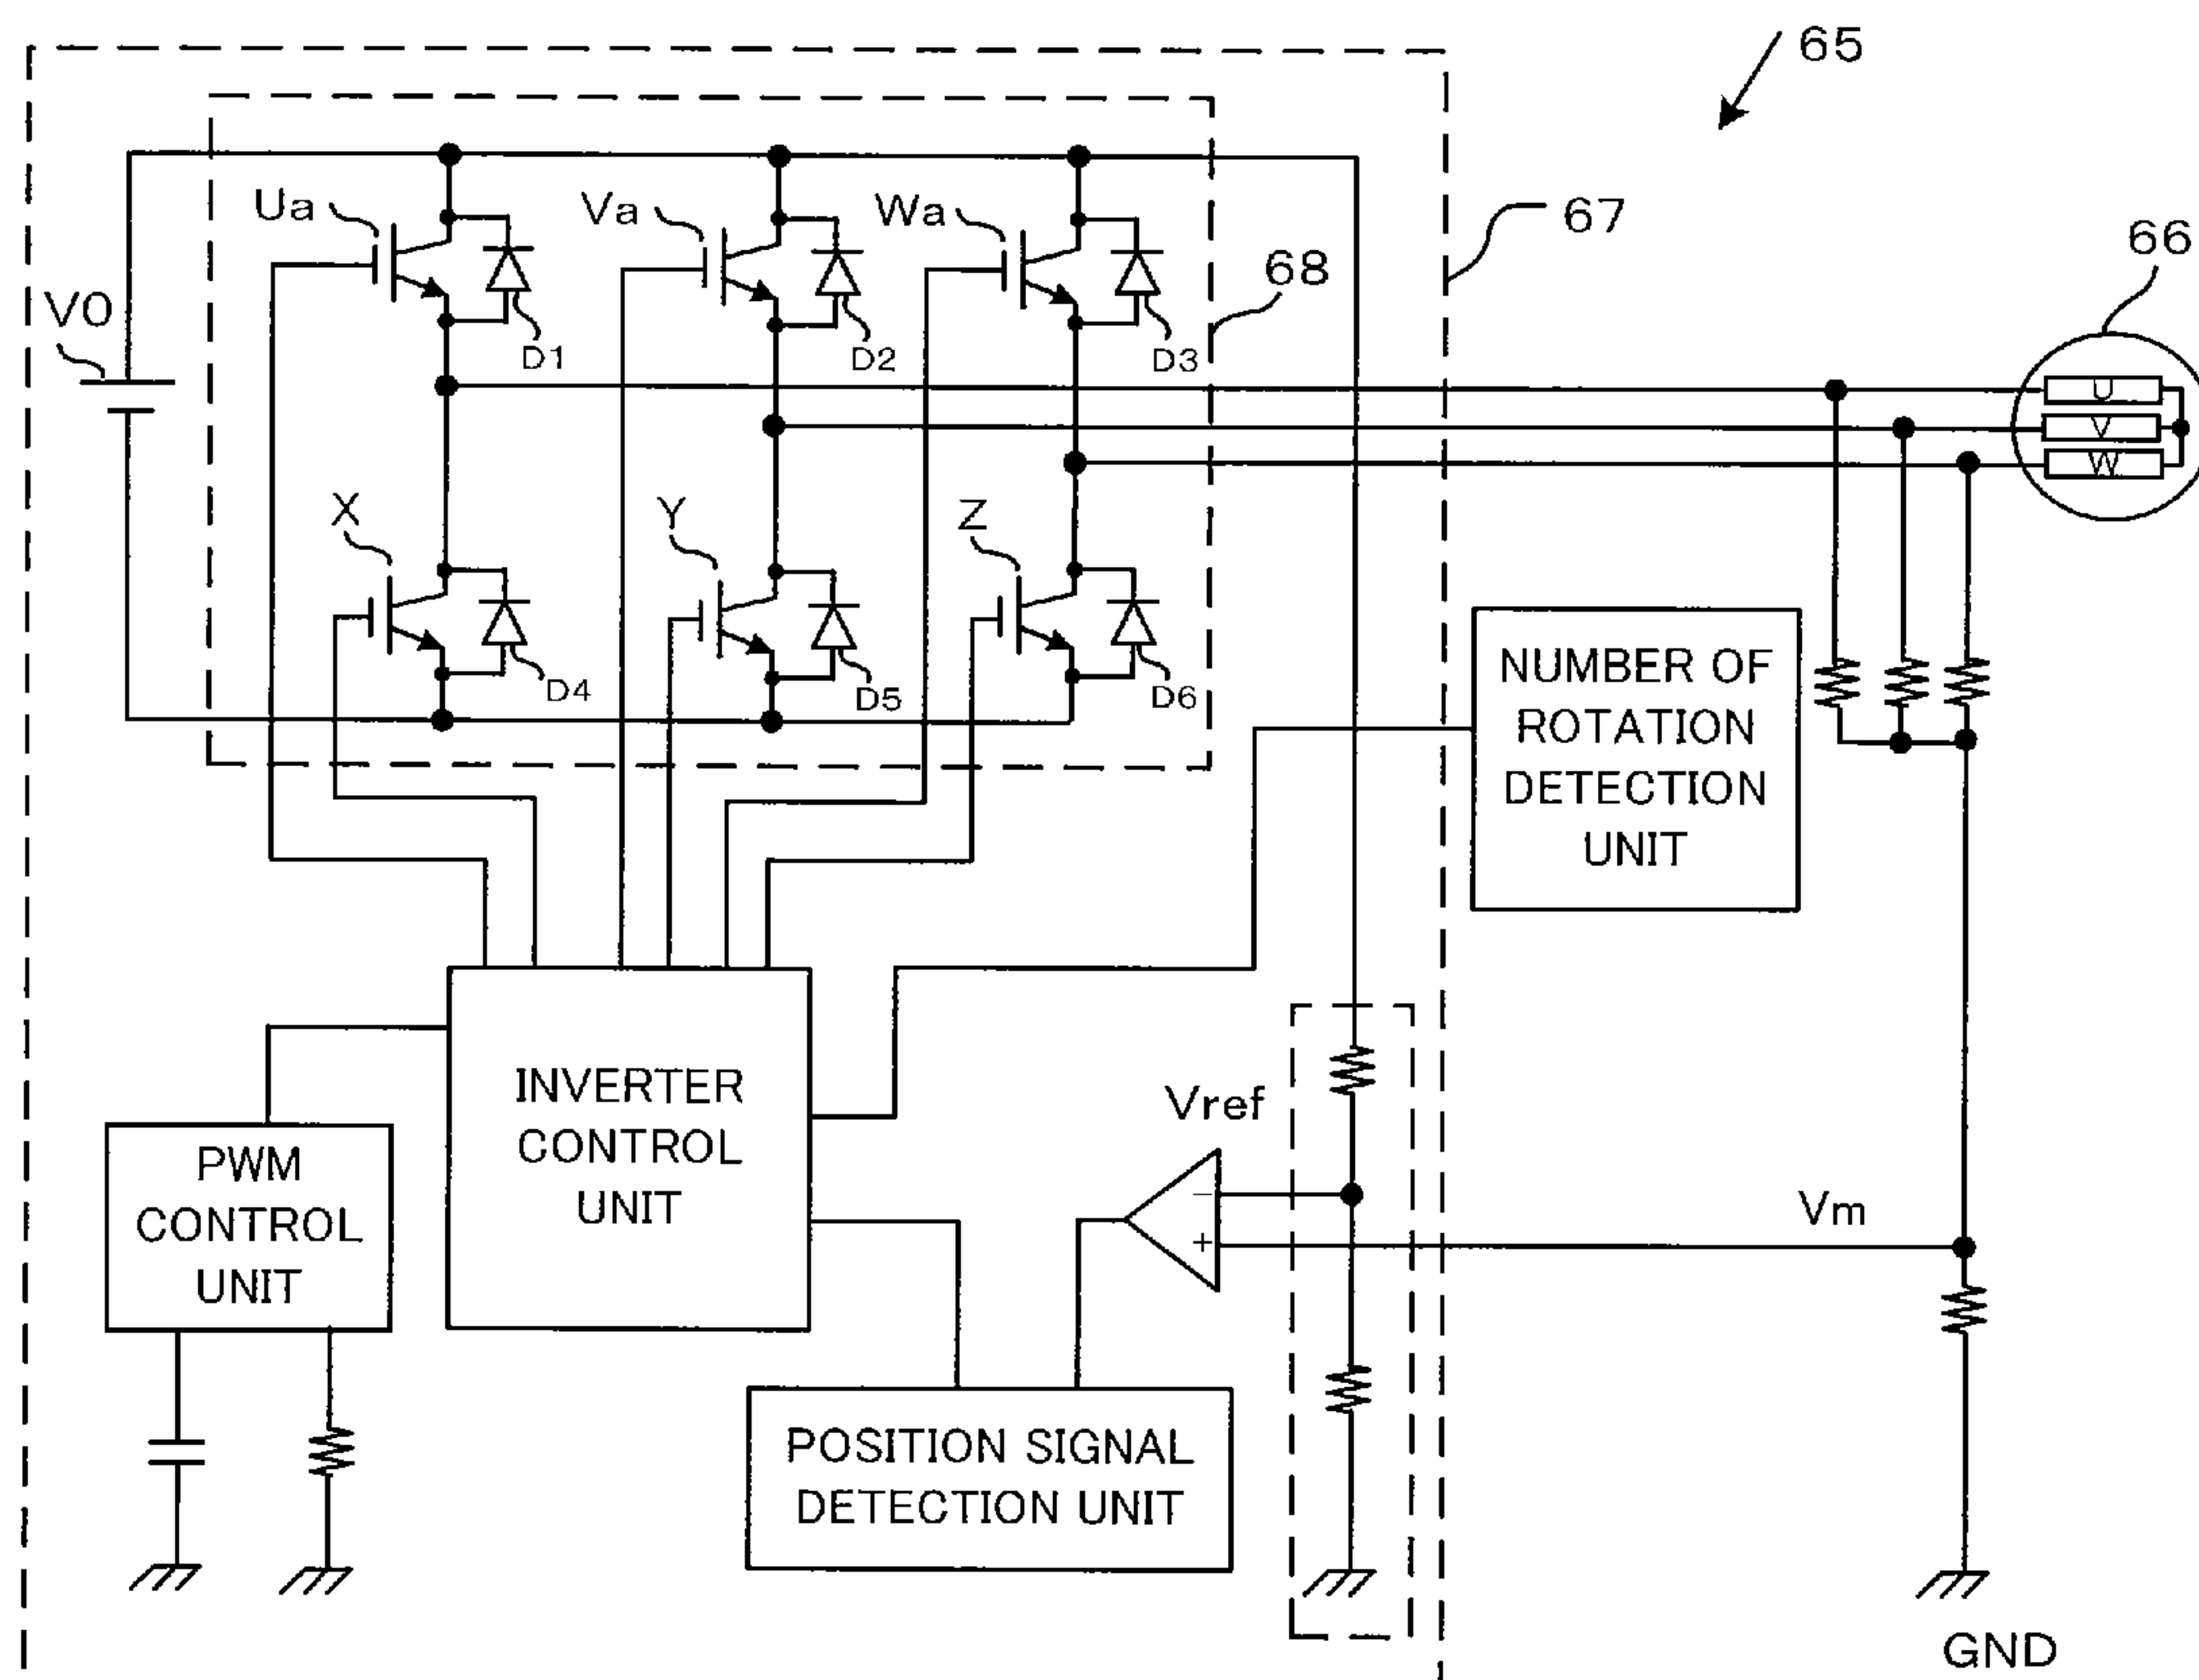 65
Ua
Va
Wa
67
68
66
V0
D1
D2
D3
U
V
W
X
Y
Z
D4
D5
D6
NUMBER OF
ROTATION
DETECTION
UNIT
INVERTER
CONTROL
UNIT
Vref
PWM
CONTROL
UNIT
−
+
Vm
POSITION SIGNAL
DETECTION UNIT
GND